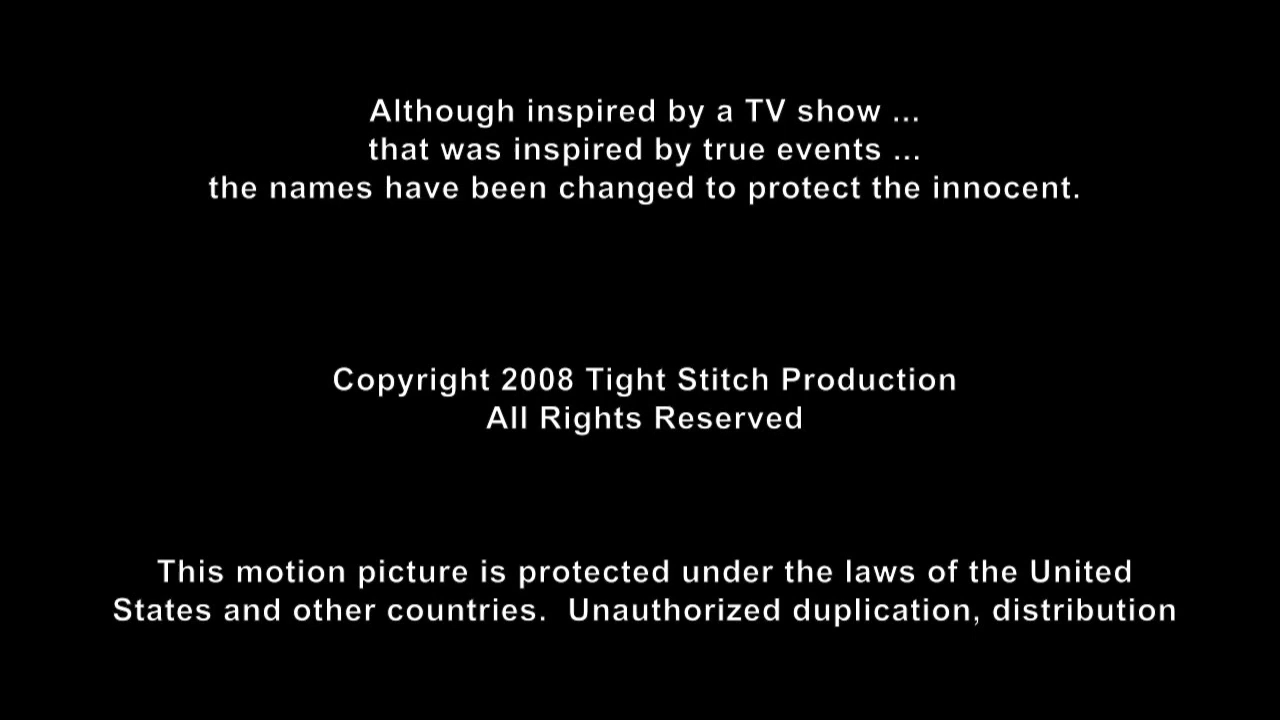 Although inspired by a TV show ...
that was inspired by true events ...
the names have been changed to protect the innocent.
Copyright 2008 Tight Stitch Production
All Rights Reserved
This motion picture is protected under the laws of the United
States and other countries.  Unauthorized duplication, distribution